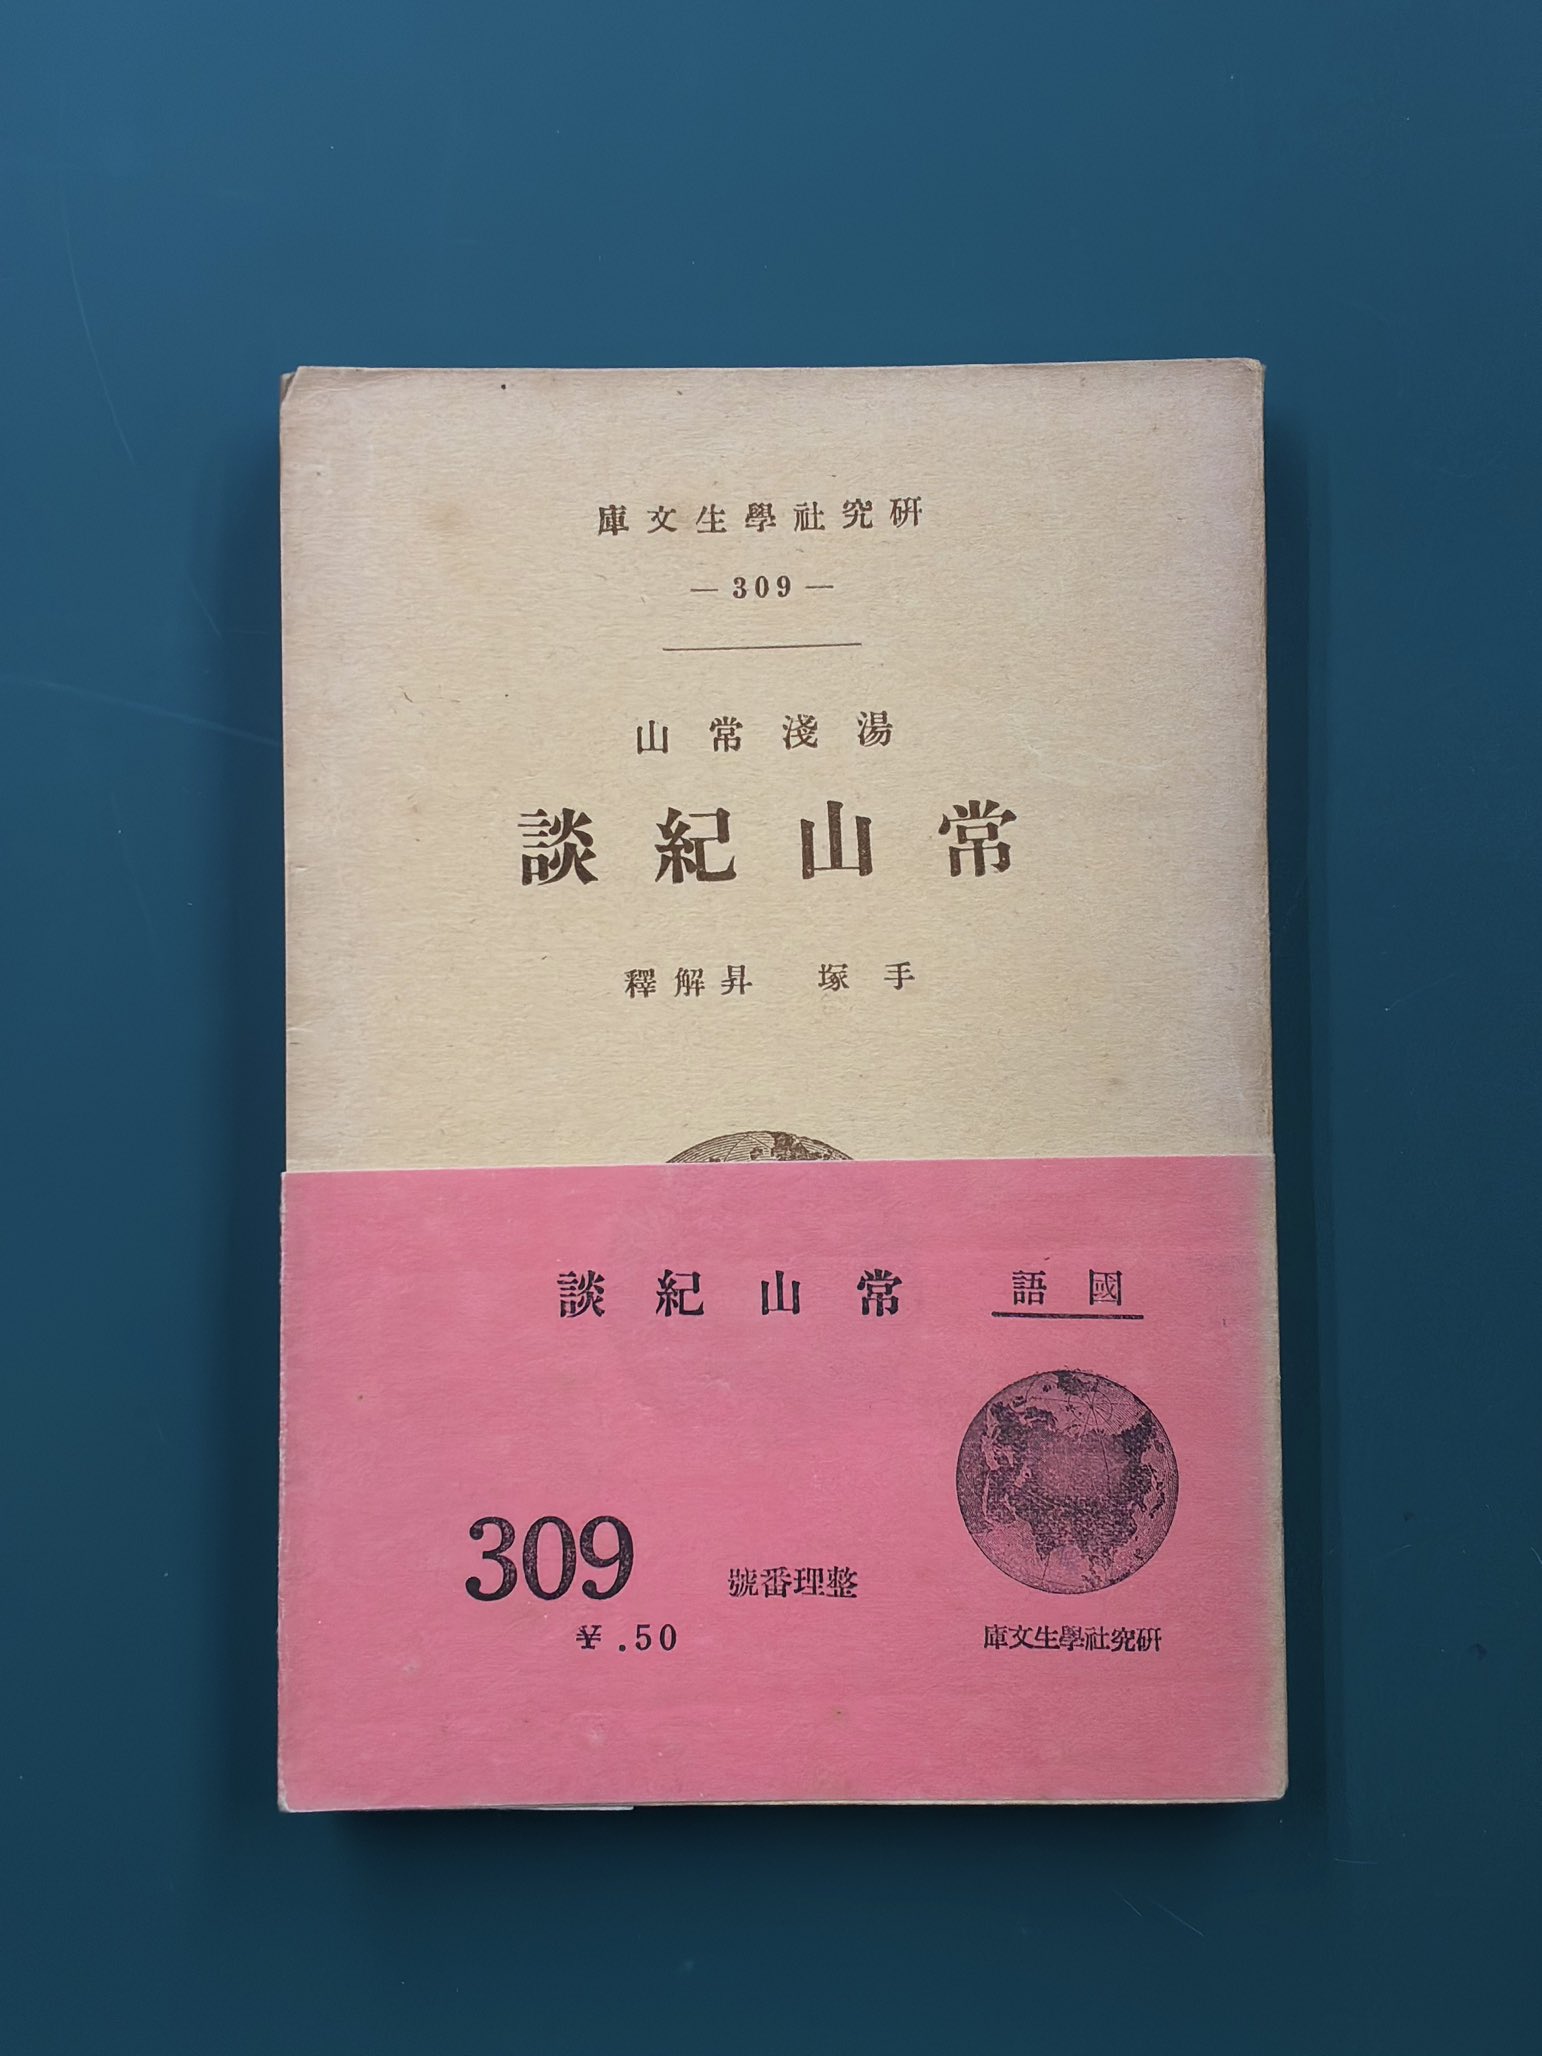 硏究社學生文庫
— 309 —
湯淺常山
常山紀談
手塚　昇解釋
國語　常山紀談
整理番號　309
¥ .50
硏究社學生文庫